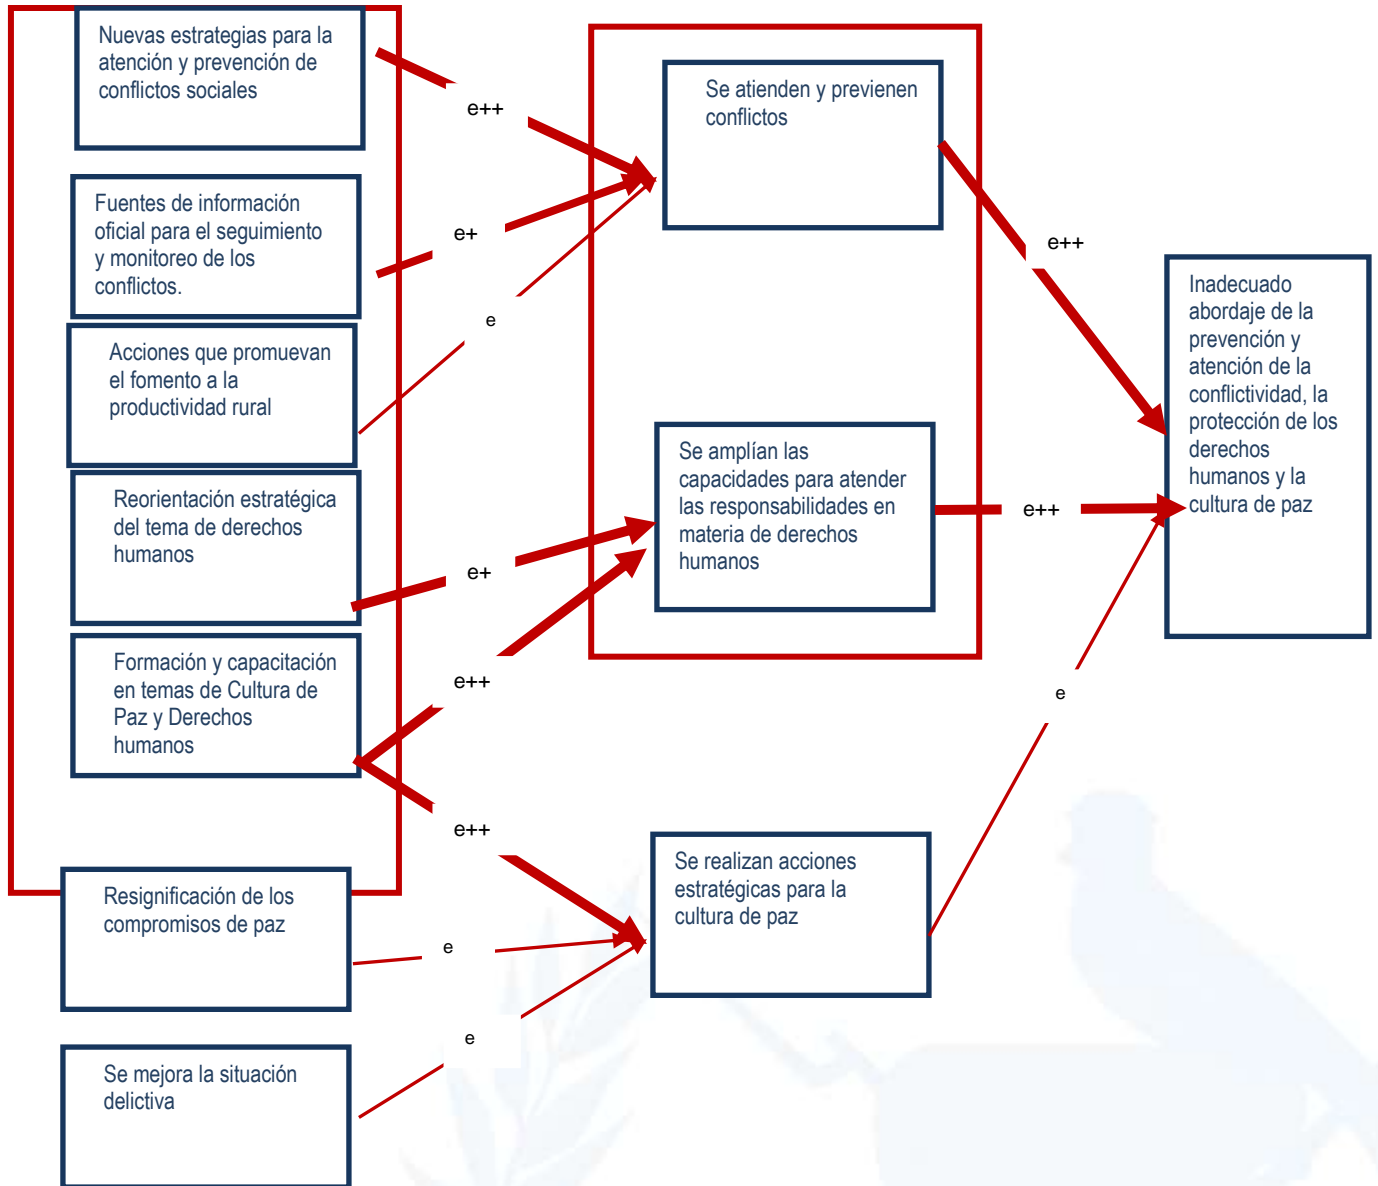 Nuevas estrategias para la
atención y prevención de
conflictos sociales
e++
Se atienden y previenen
conflictos
Fuentes de información
oficial para el seguimiento
y monitoreo de los
conflictos.
e+
e++
Acciones que promuevan
el fomento a la
productividad rural
e
Inadecuado
abordaje de la
prevención y
atención de la
conflictividad, la
protección de los
derechos
humanos y la
cultura de paz
Reorientación estratégica
del tema de derechos
humanos
e+
Se amplían las
capacidades para atender
las responsabilidades en
materia de derechos
humanos
e++
Formación y capacitación
en temas de Cultura de
Paz y Derechos
humanos
e++
e
e++
Resignificación de los
compromisos de paz
e
Se realizan acciones
estratégicas para la
cultura de paz
Se mejora la situación
delictiva
e